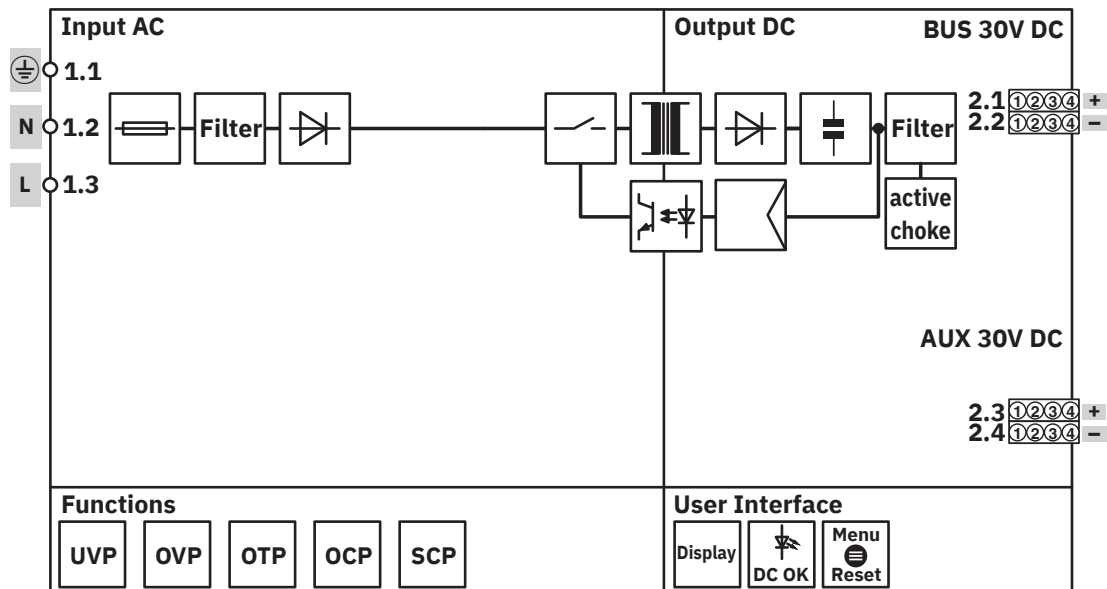 Input AC
Output DC
BUS 30V DC
1.1
N
1.2
Filter
Filter
2.1 ①②③④ +
2.2 ①②③④ −
L
1.3
active
choke
AUX 30V DC
2.3 ①②③④ +
2.4 ①②③④ −
Functions
UVP
OVP
OTP
OCP
SCP
User Interface
Display
DC OK
Menu
Reset